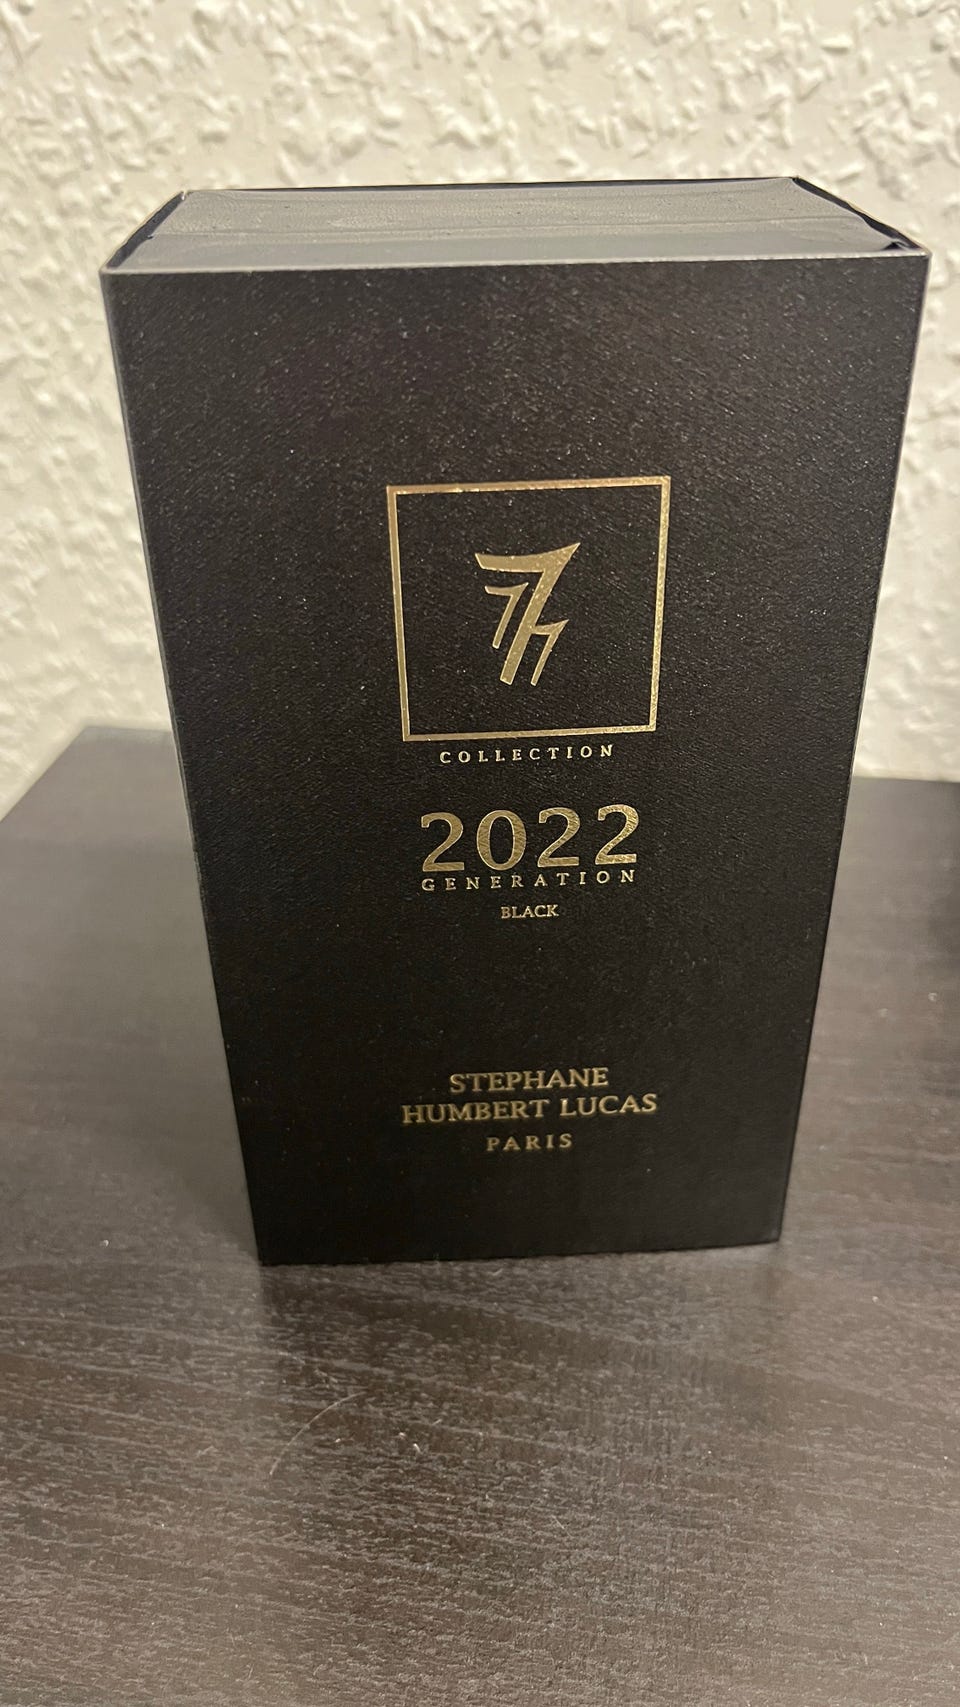 777
COLLECTION
2022
GENERATION
BLACK
STEPHANE
HUMBERT LUCAS
PARIS